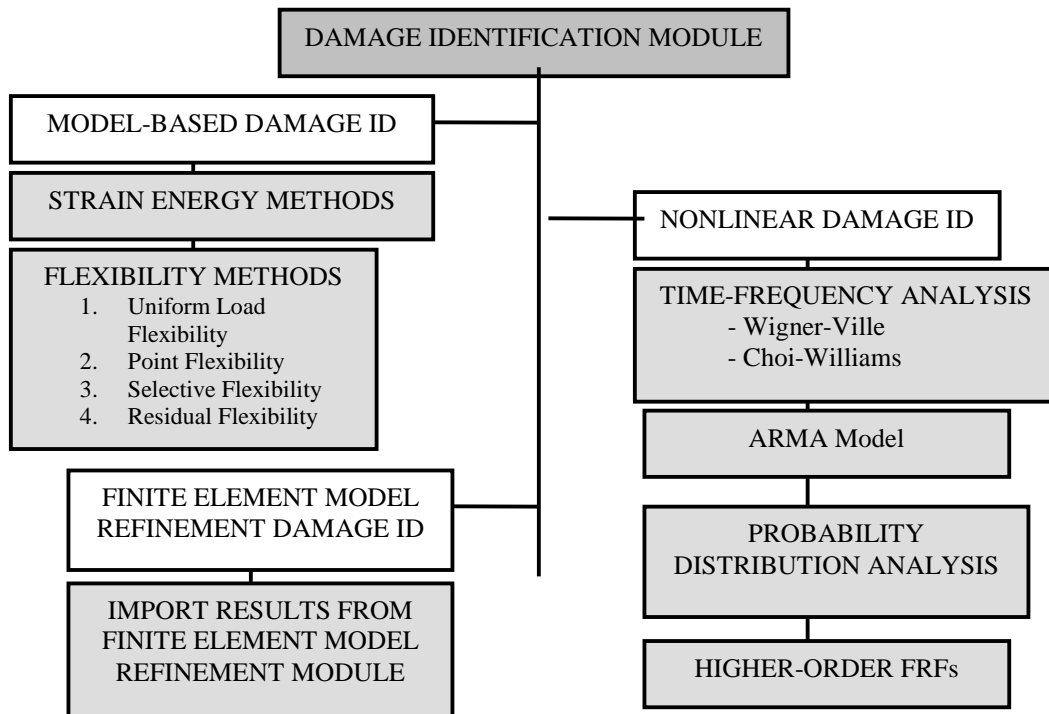 DAMAGE IDENTIFICATION MODULE
MODEL-BASED DAMAGE ID
STRAIN ENERGY METHODS
FLEXIBILITY METHODS
1. Uniform Load
Flexibility
2. Point Flexibility
3. Selective Flexibility
4. Residual Flexibility
FINITE ELEMENT MODEL
REFINEMENT DAMAGE ID
IMPORT RESULTS FROM
FINITE ELEMENT MODEL
REFINEMENT MODULE
NONLINEAR DAMAGE ID
TIME-FREQUENCY ANALYSIS
- Wigner-Ville
- Choi-Williams
ARMA Model
PROBABILITY
DISTRIBUTION ANALYSIS
HIGHER-ORDER FRFs